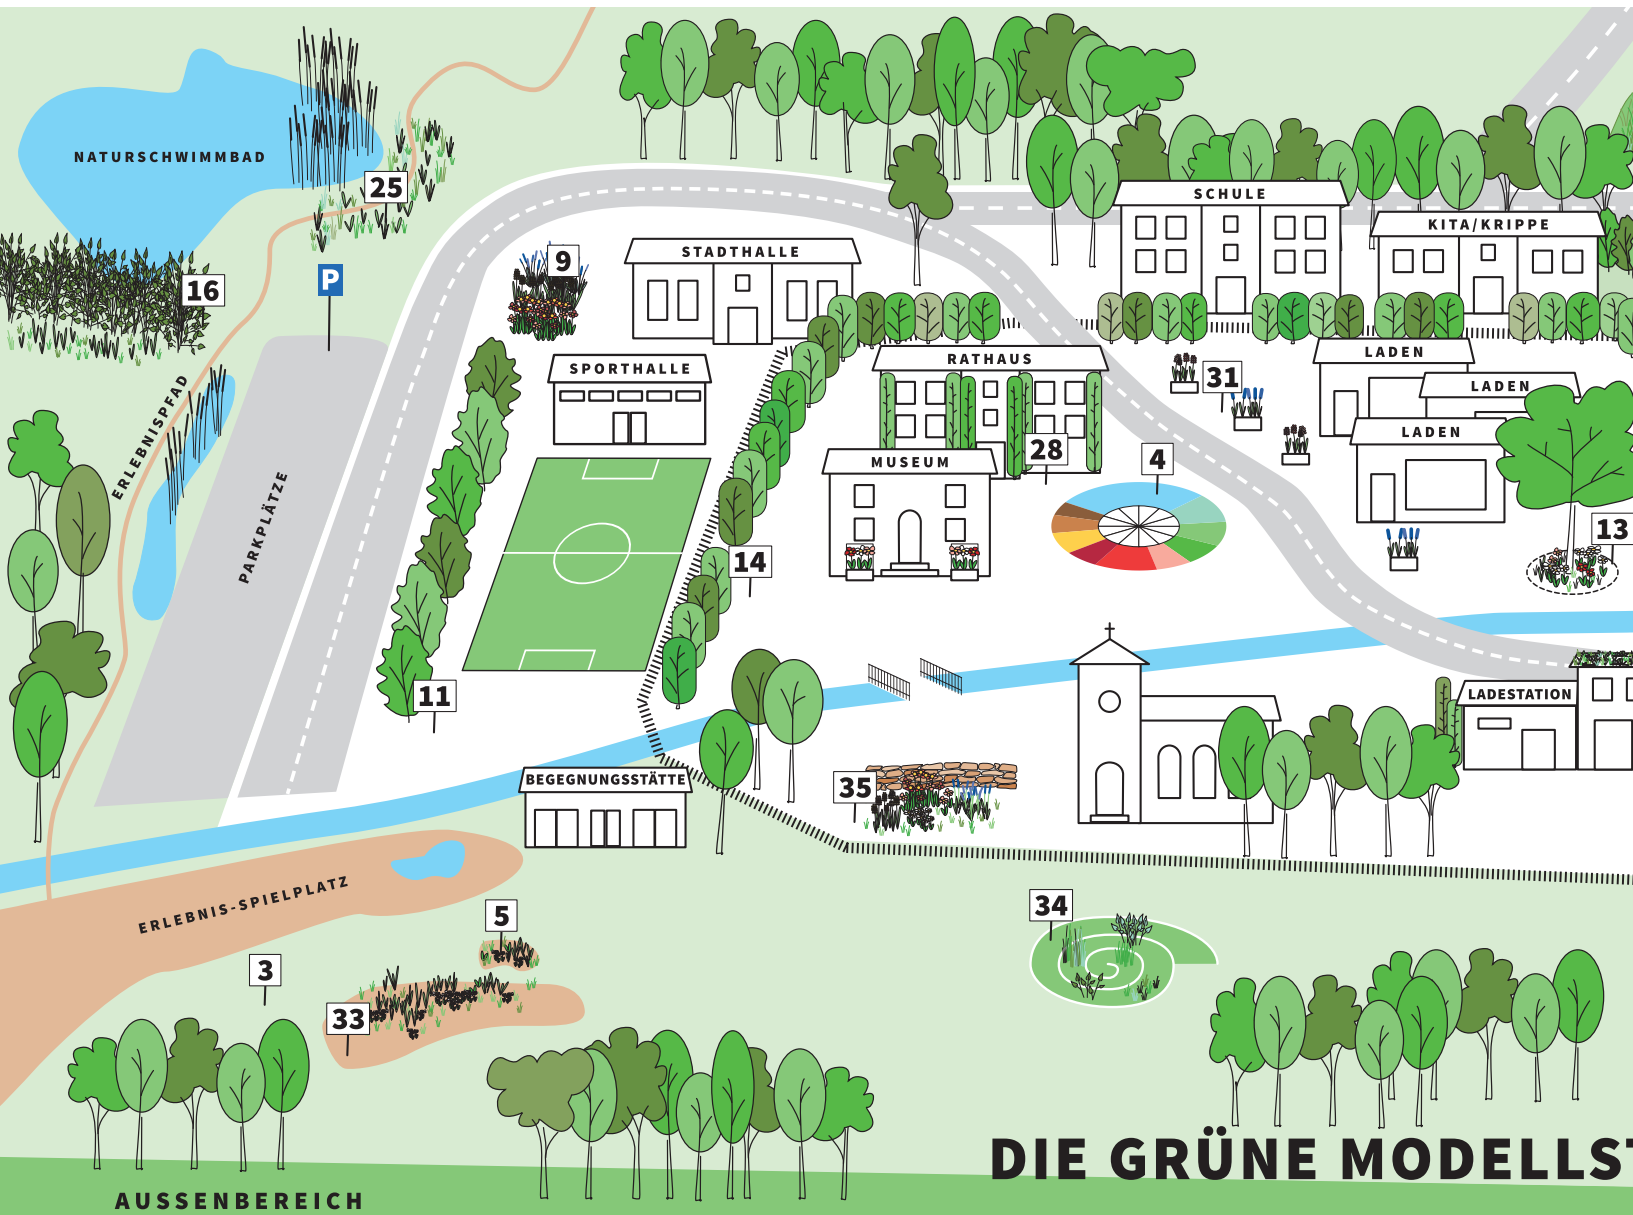 NATURSCHWIMMBAD
25
SCHULE
KITA/KRIPPE
STADTHALLE
9
16
P
RATHAUS
LADEN
SPORTHALLE
31
LADEN
ERLEBNISPFAD
LADEN
28
4
MUSEUM
PARKPLÄTZE
13
14
11
LADESTATION
BEGEGNUNGSSTÄTTE
35
ERLEBNIS-SPIELPLATZ
5
34
3
33
DIE GRÜNE MODELLST
AUSSENBEREICH